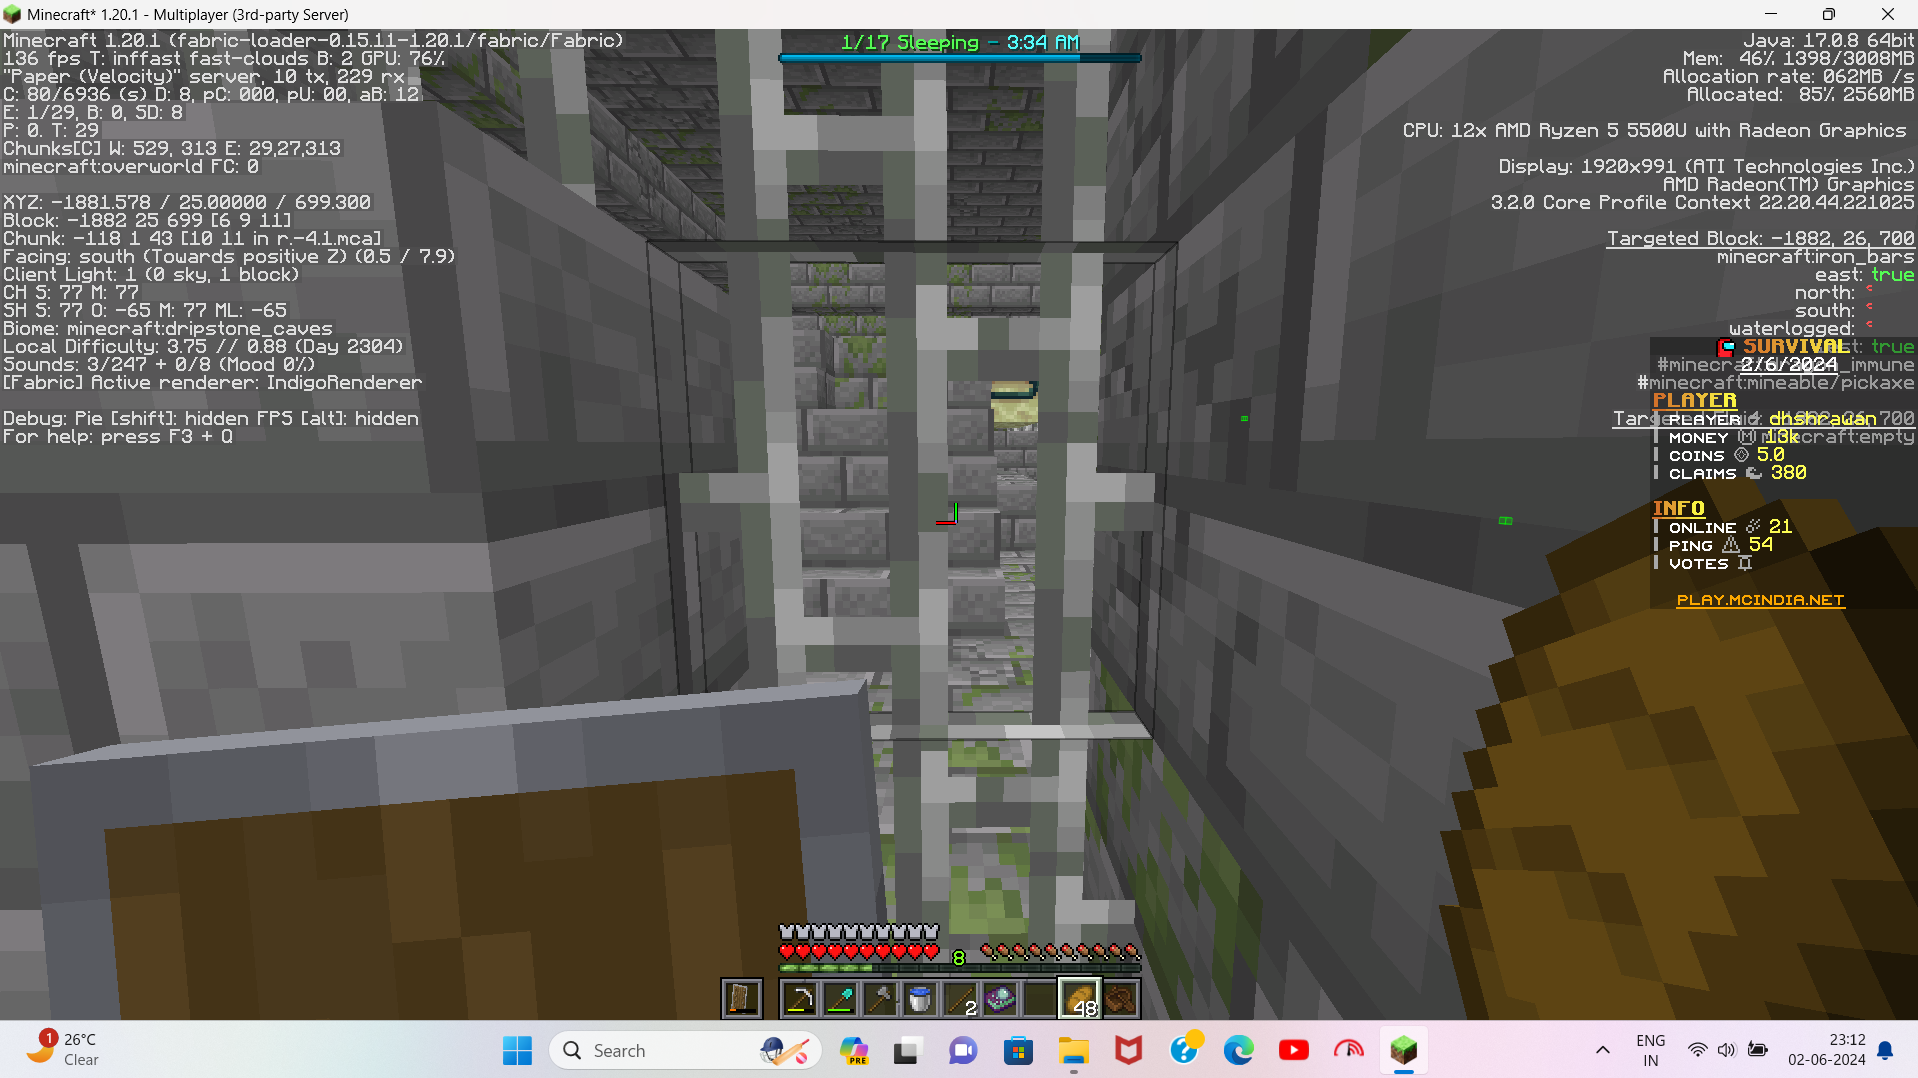 Minecraft* 1.20.1 - Multiplayer (3rd-party Server)
Minecraft 1.20.1 (fabric-loader-0.15.11-1.20.1/fabric/Fabric)
136 fps T: inffast fast-clouds B: 2 GPU: 76%
"Paper (Velocity)" server, 10 tx, 229 rx
C: 80/6936 (s) D: 8, pC: 000, pU: 00, aB: 12
E: 1/29, B: 0, SD: 8
P: 0. T: 29
Chunks[C] W: 529, 313 E: 29,27,313
minecraft:overworld FC: 0
XYZ: -1881.578 / 25.00000 / 699.300
Block: -1882 25 699 [6 9 11]
Chunk: -118 1 43 [10 11 in r.-4.1.mca]
Facing: south (Towards positive Z) (0.5 / 7.9)
Client Light: 1 (0 sky, 1 block)
CH S: 77 M: 77
SH S: 77 O: -65 M: 77 ML: -65
Biome: minecraft:dripstone_caves
Local Difficulty: 3.75 // 0.88 (Day 2304)
Sounds: 3/247 + 0/8 (Mood 0%)
[Fabric] Active renderer: IndigoRenderer
Debug: Pie [shift]: hidden FPS [alt]: hidden
For help: press F3 + Q
1/17 Sleeping - 3:34 AM
Java: 17.0.8 64bit
Mem: 46% 1398/3008MB
Allocation rate: 062MB /s
Allocated: 85% 2560MB
CPU: 12x AMD Ryzen 5 5500U with Radeon Graphics
Display: 1920x991 (ATI Technologies Inc.)
AMD Radeon(TM) Graphics
3.2.0 Core Profile Context 22.20.44.221025
Targeted Block: -1882, 26, 700
minecraft:iron_bars
east: true
north:
south:
waterlogged:
true
SURVIVAL
2/6/2024
#minecraft:mineable/pickaxe
PLAYER
PLAYER dhshrawan
MONEY 13k
COINS 5.0
CLAIMS 380
INFO
ONLINE 21
PING 54
VOTES
PLAY.MCINDIA.NET
8
2
48
1
26°C
Clear
Search
PRE
ENG
IN
23:12
02-06-2024